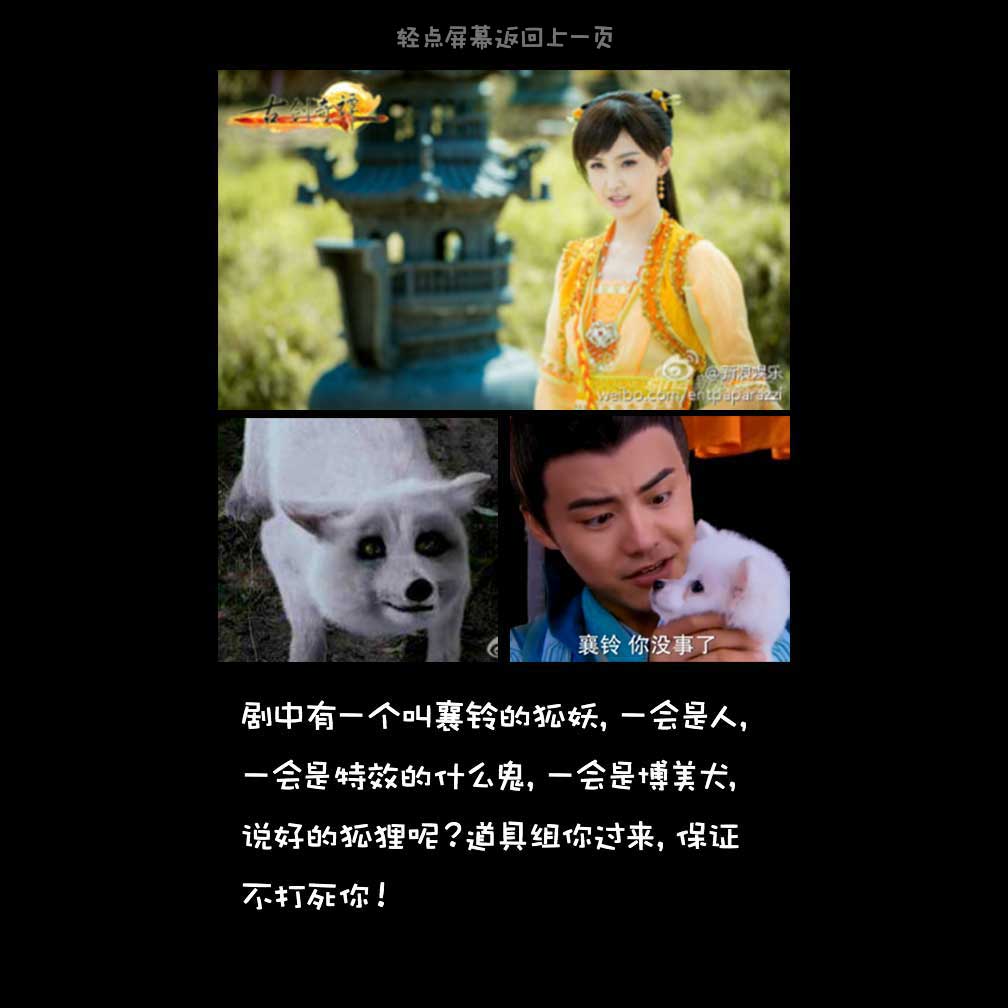 轻点屏幕返回上一页
古剑奇谭
@新浪娱乐
weibo.com/entpaparazzi
襄铃 你没事了
剧中有一个叫襄铃的狐妖, 一会是人,
一会是特效的什么鬼, 一会是博美犬,
说好的狐狸呢?道具组你过来, 保证
不打死你!